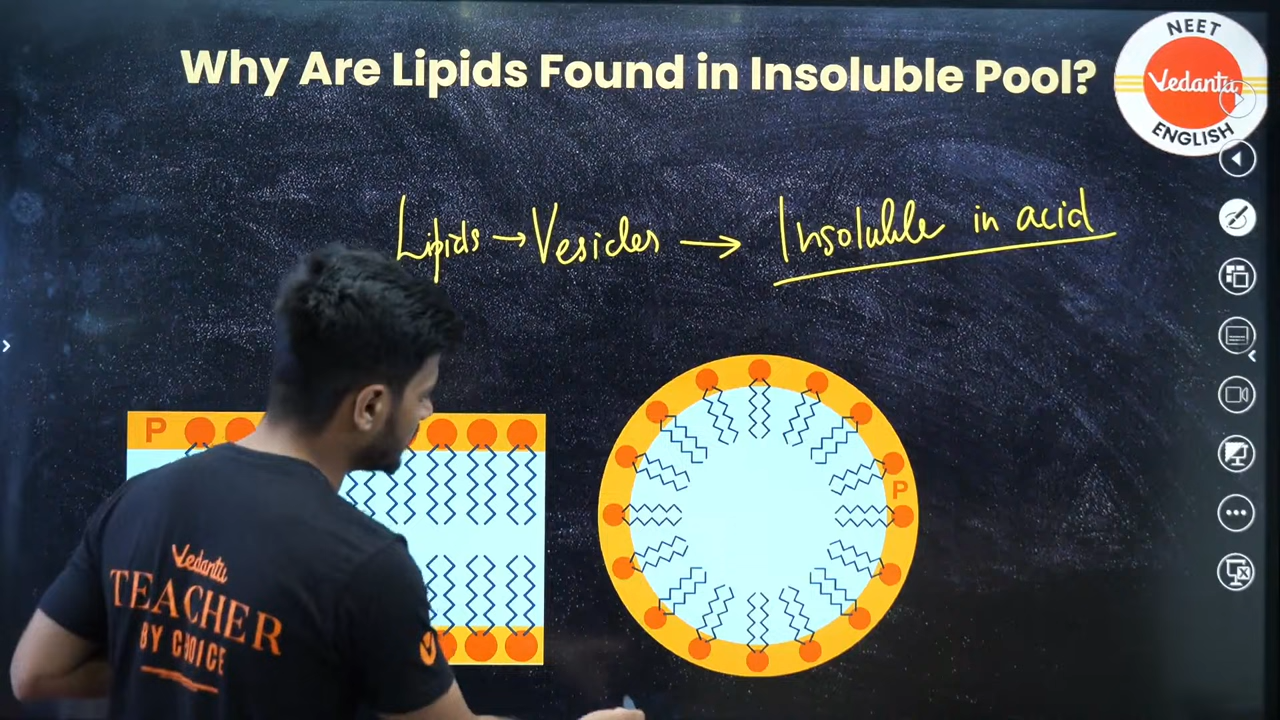 Why Are Lipids Found in Insoluble Pool?
NEET
Vedantu
ENGLISH
Lipids → Vesicles → Insoluble in acid
P
P
Vedantu
TEACHER
BY CHOICE